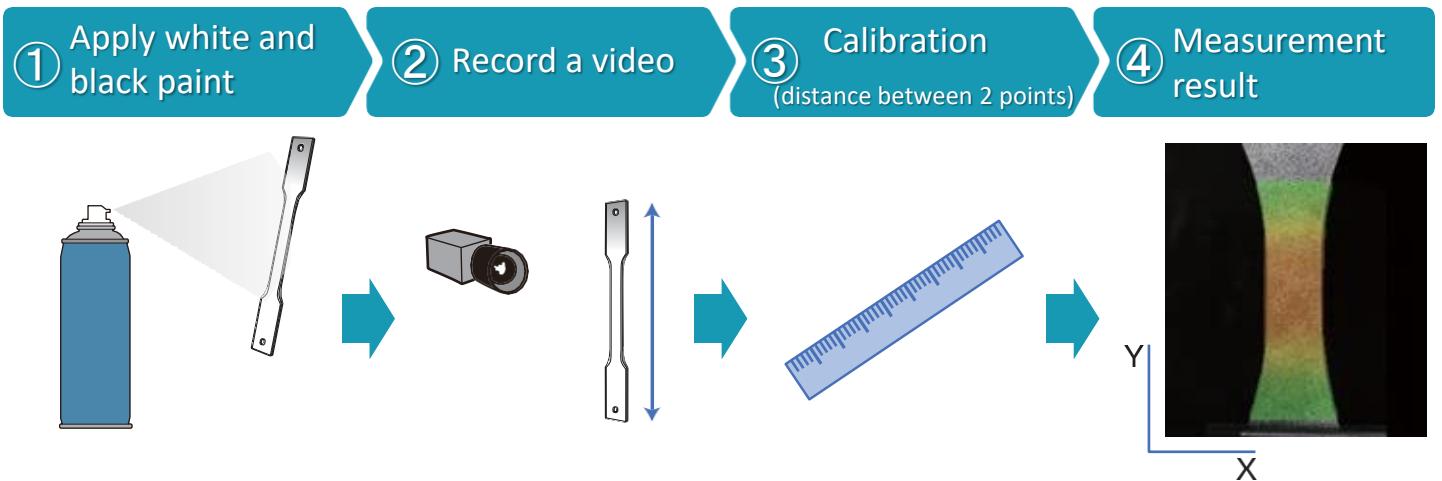 ① Apply white and
black paint
② Record a video
③ Calibration
(distance between 2 points)
④ Measurement
result
Y
X